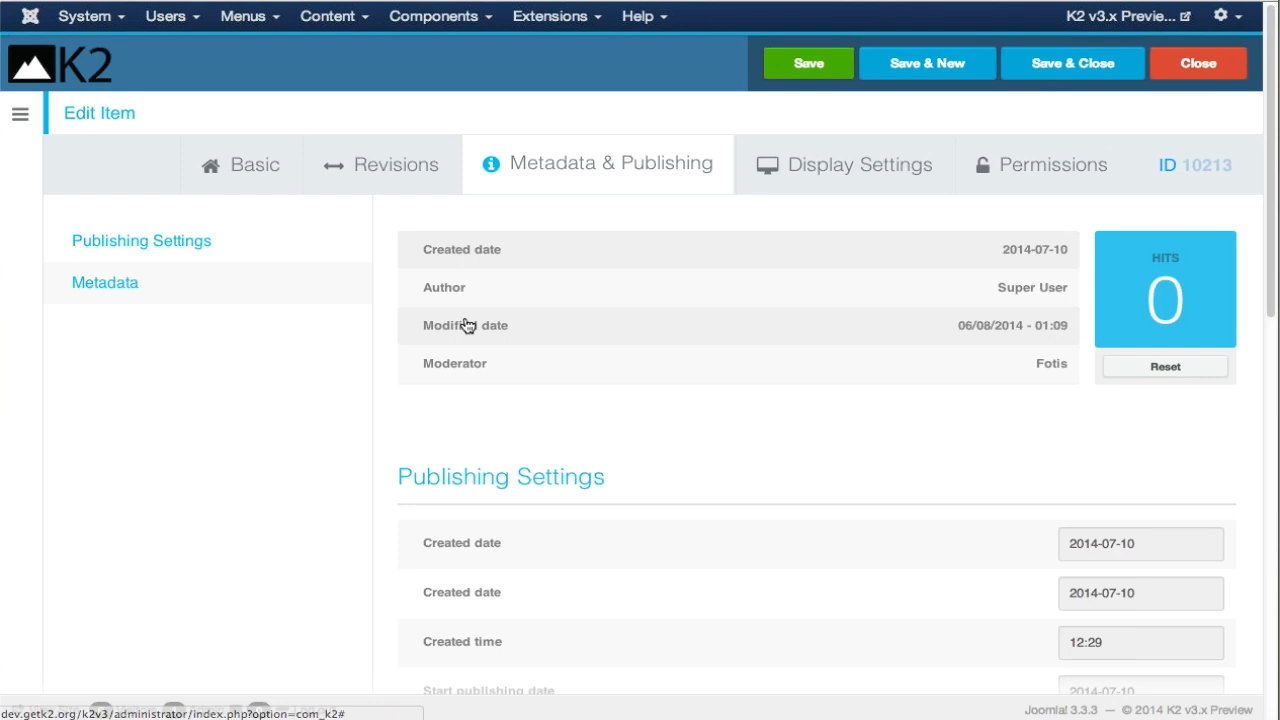 System Users Menus Content Components Extensions Help K2 v3.x Previe...
K2 Save Save & New Save & Close Close
Edit Item
Basic Revisions Metadata & Publishing Display Settings Permissions ID 10213
Publishing Settings
Metadata
Created date 2014-07-10
Author Super User
Modified date 06/08/2014 - 01:09
Moderator Fotis
HITS
0
Reset
Publishing Settings
Created date 2014-07-10
Created date 2014-07-10
Created time 12:29
Start publishing date 2014-07-10
dev.getk2.org/k2v3/administrator/index.php?option=com_k2#
Joomla! 3.3.3 — © 2014 K2 v3.x Preview